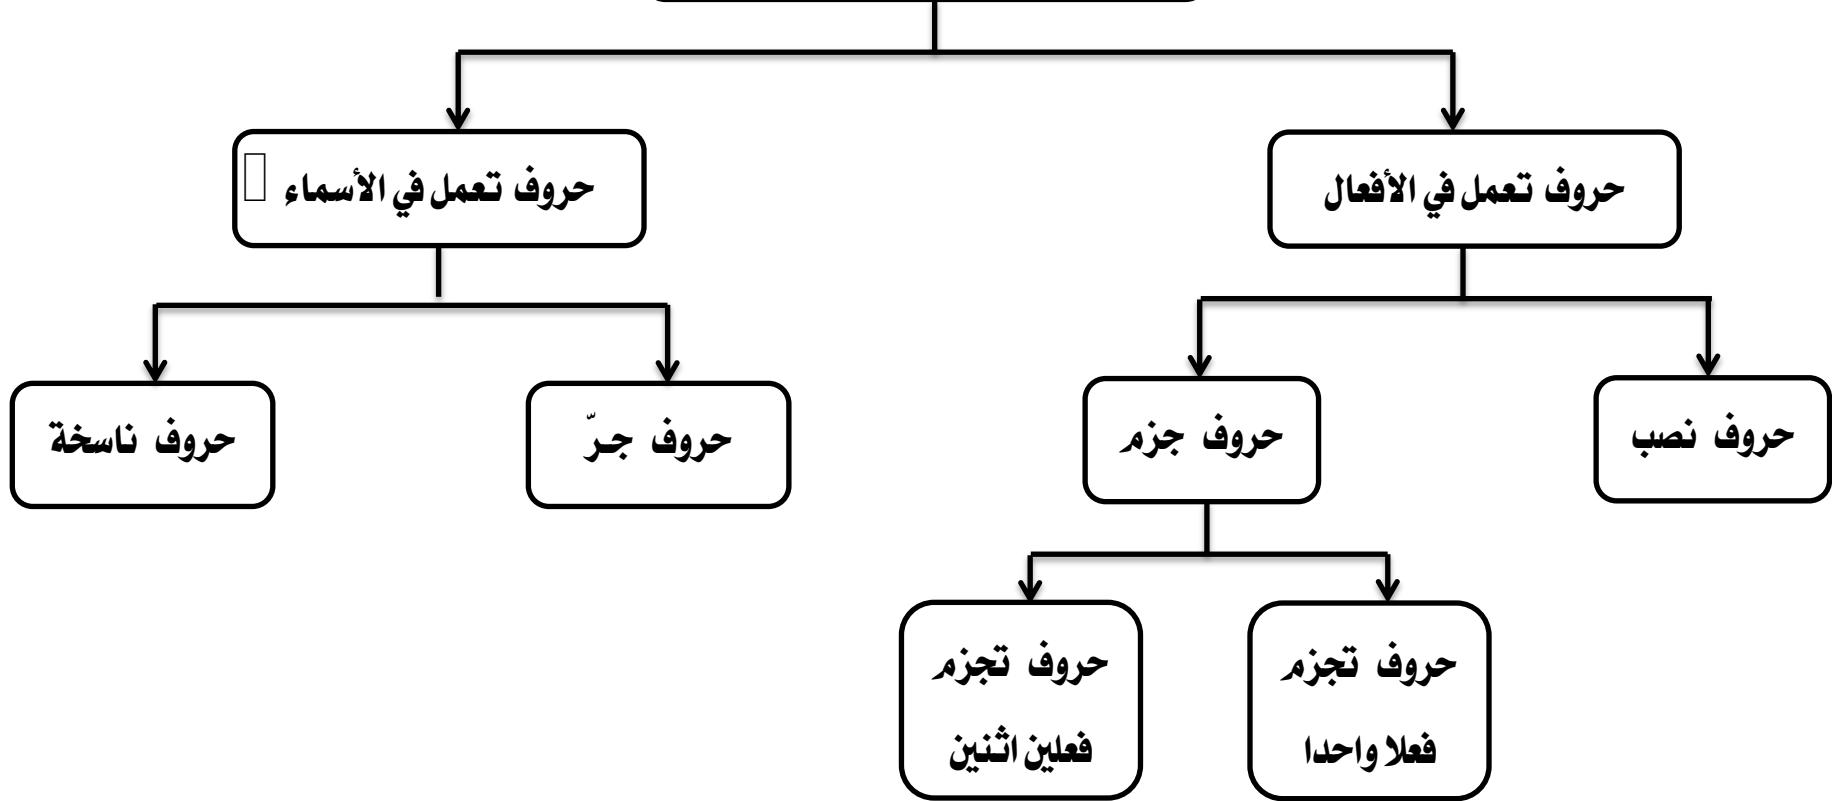 حروف تعمل في الأفعال
حروف تعمل في الأسماء
حروف نصب
حروف جزم
حروف جرّ
حروف ناسخة
حروف تجزم
فعلا واحدا
حروف تجزم
فعلين اثنين